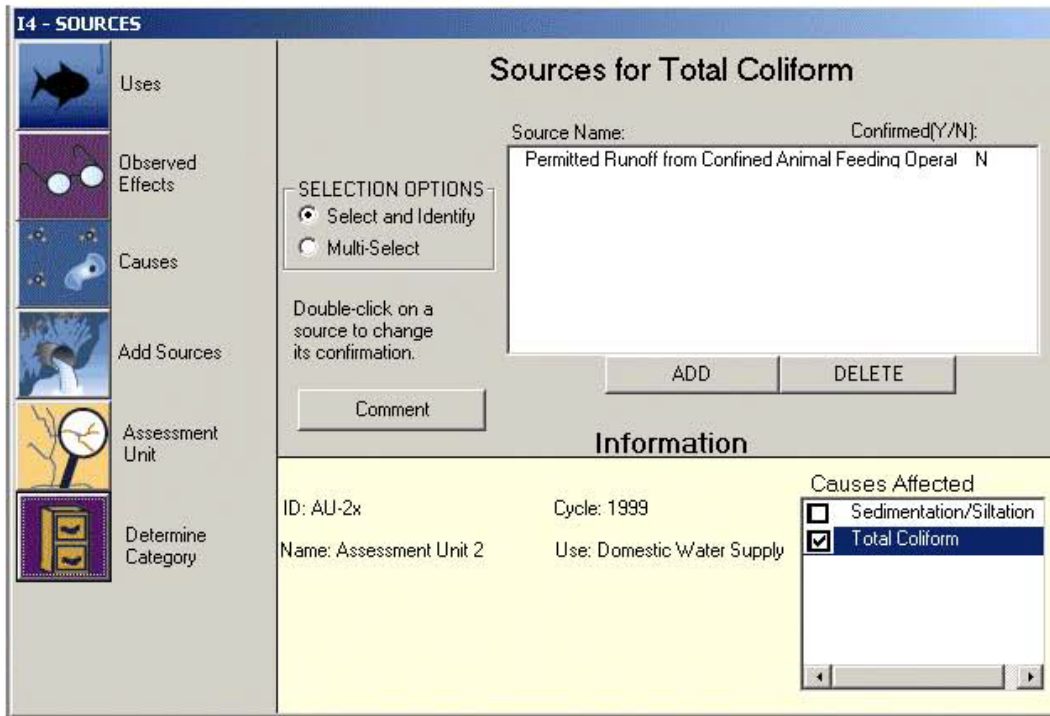 I4 - SOURCES
Uses
Observed
Effects
Causes
Add Sources
Assessment
Unit
Determine
Category
Sources for Total Coliform
Source Name: Confirmed(Y/N):
Permitted Runoff from Confined Animal Feeding Operat N
SELECTION OPTIONS
Select and Identify
Multi-Select
Double-click on a
source to change
its confirmation.
ADD DELETE
Comment
Information
ID: AU-2x Cycle: 1999
Name: Assessment Unit 2 Use: Domestic Water Supply
Causes Affected
Sedimentation/Siltation
Total Coliform